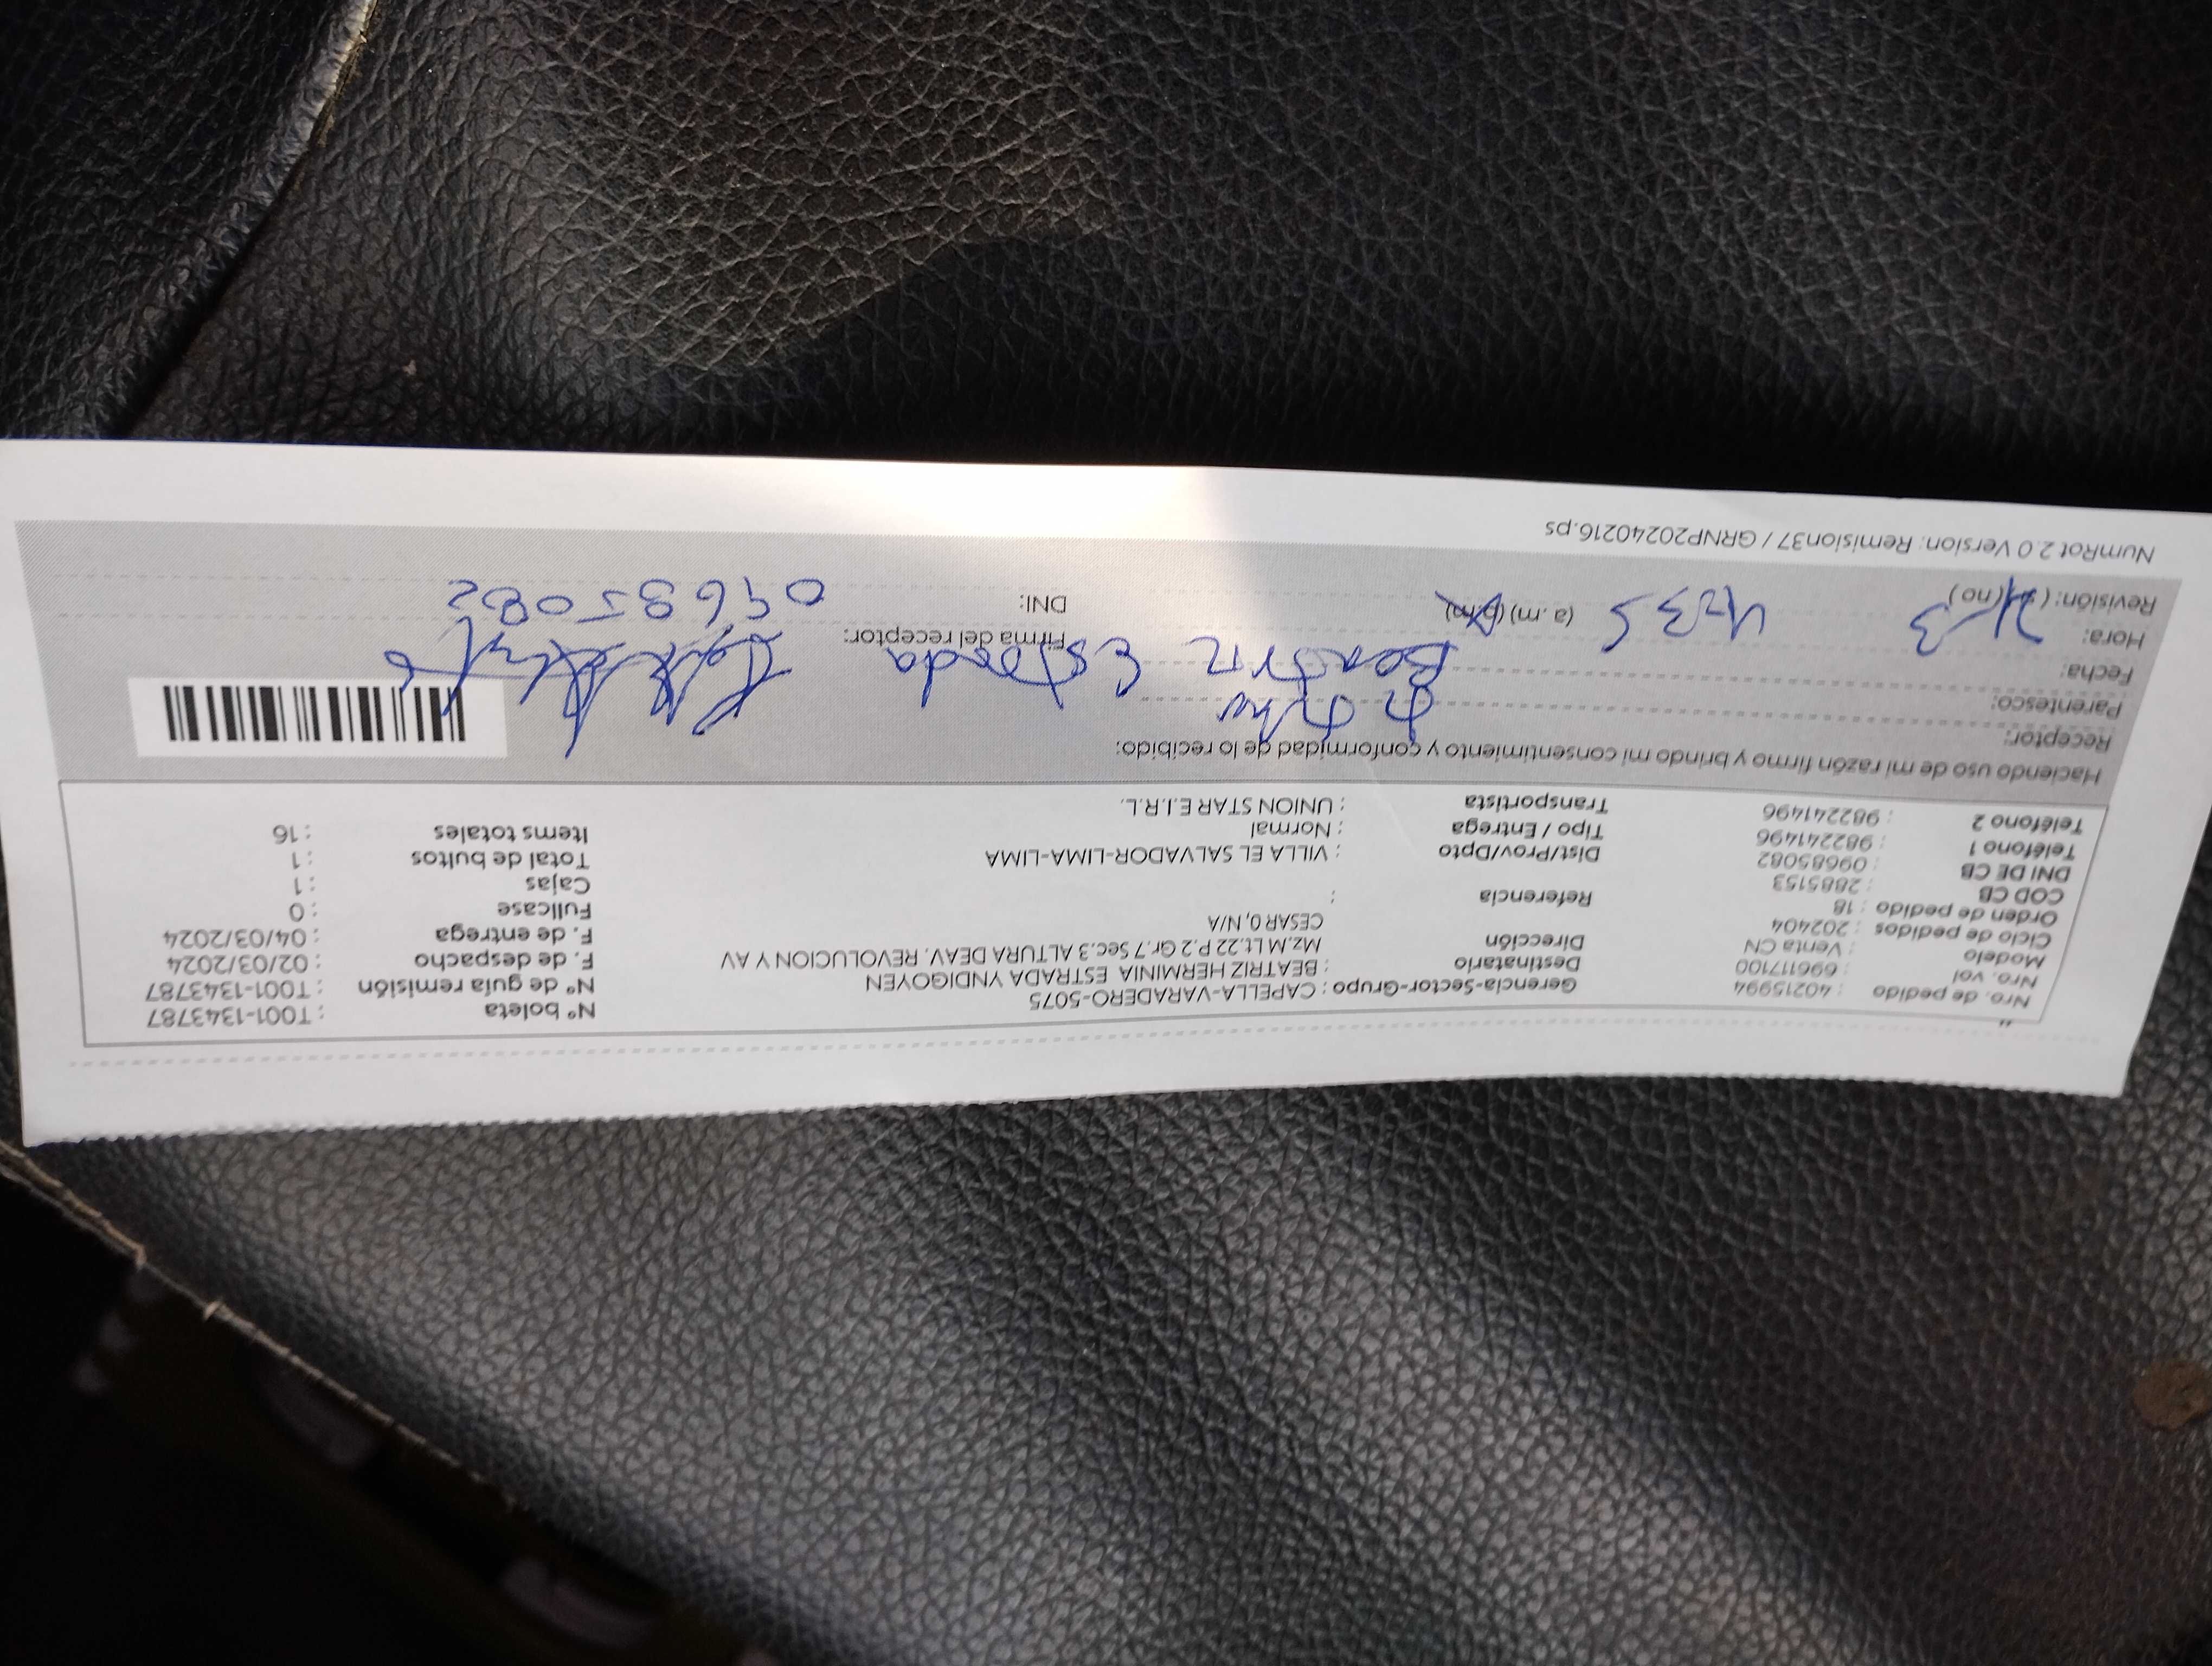 Nro. de pedido : 40215994 Gerencia-Sector-Grupo : CAPELLA-VARADERO-5075 N° boleta : T001-1343787
Nro. vol : 696117100 Destinatario : BEATRIZ HERMINIA ESTRADA YNDIGOYEN N° de guía remisión : T001-1343787
Modelo : Venta CN Dirección Mz.M Lt.22 P.2 Gr.7 Sec.3 ALTURA DEAV. REVOLUCION Y AV F. de despacho : 02/03/2024
Ciclo de pedidos : 202404 CESAR 0, N/A F. de entrega : 04/03/2024
Orden de pedido : 18 Referencia : Fullcase : 0
COD CB : 2885153 Cajas : 1
DNI DE CB : 09685082 Dist/Prov/Dpto : VILLA EL SALVADOR-LIMA-LIMA Total de bultos : 1
Teléfono 1 : 982241496 Tipo / Entrega : Normal Items totales : 16
Teléfono 2 : 982241496 Transportista : UNION STAR E.I.R.L.
Haciendo uso de mi razón firmo y brindo mi consentimiento y conformidad de lo recibido:
Receptor:
Parentesco: Beatriz Estrada
Fecha: Firma del receptor:
Hora: 4:35 (a.m) (p.m) DNI: 09685082
Revisión: ( (no)
NumRot 2.0 Version: Remision37 / GRNP20240216.ps